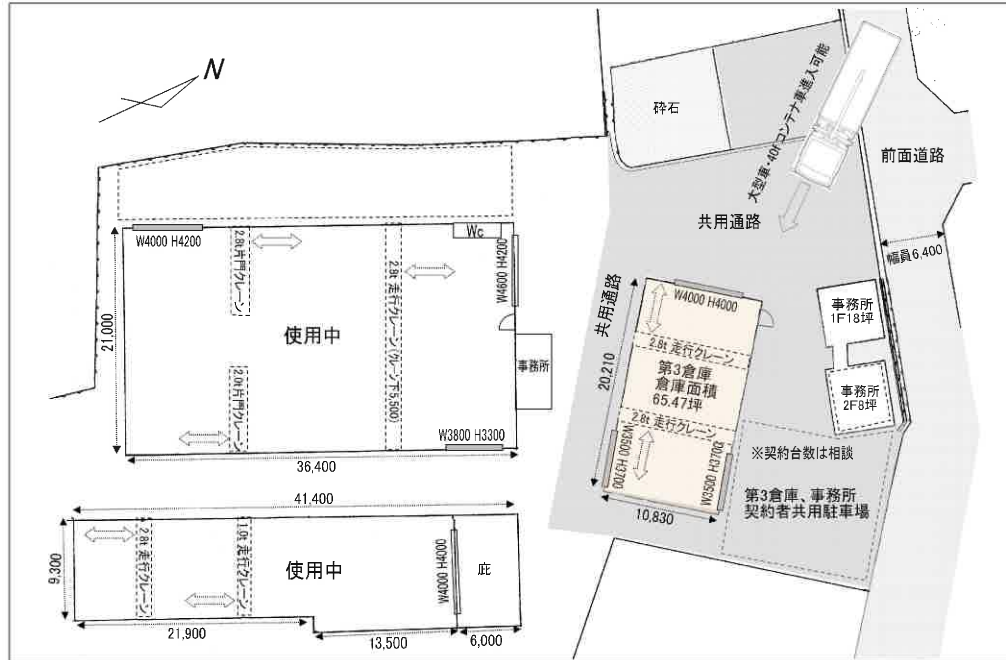 N
砕石
大型車・40Fコンテナ車進入可能
前面道路
共用通路
幅員6,400
W4000 H4200
2.8t片門クレーン
2.8t 走行クレーン(クレーン下5,500)
Wc
W4600 H4200
使用中
21,000
2.0t片門クレーン
事務所
W3800 H3300
36,400
共用通路
W4000 H4000
2.8t 走行クレーン
第3倉庫
倉庫面積
65.47坪
2.8t 走行クレーン
20,210
W3500 H3700
W3500 H3700
10,830
事務所
1F18坪
事務所
2F8坪
※契約台数は相談
第3倉庫、事務所
契約者共用駐車場
41,400
9,300
2.8t 走行クレーン
1.0t 走行クレーン
使用中
W4000 H4000
庇
21,900
13,500
6,000